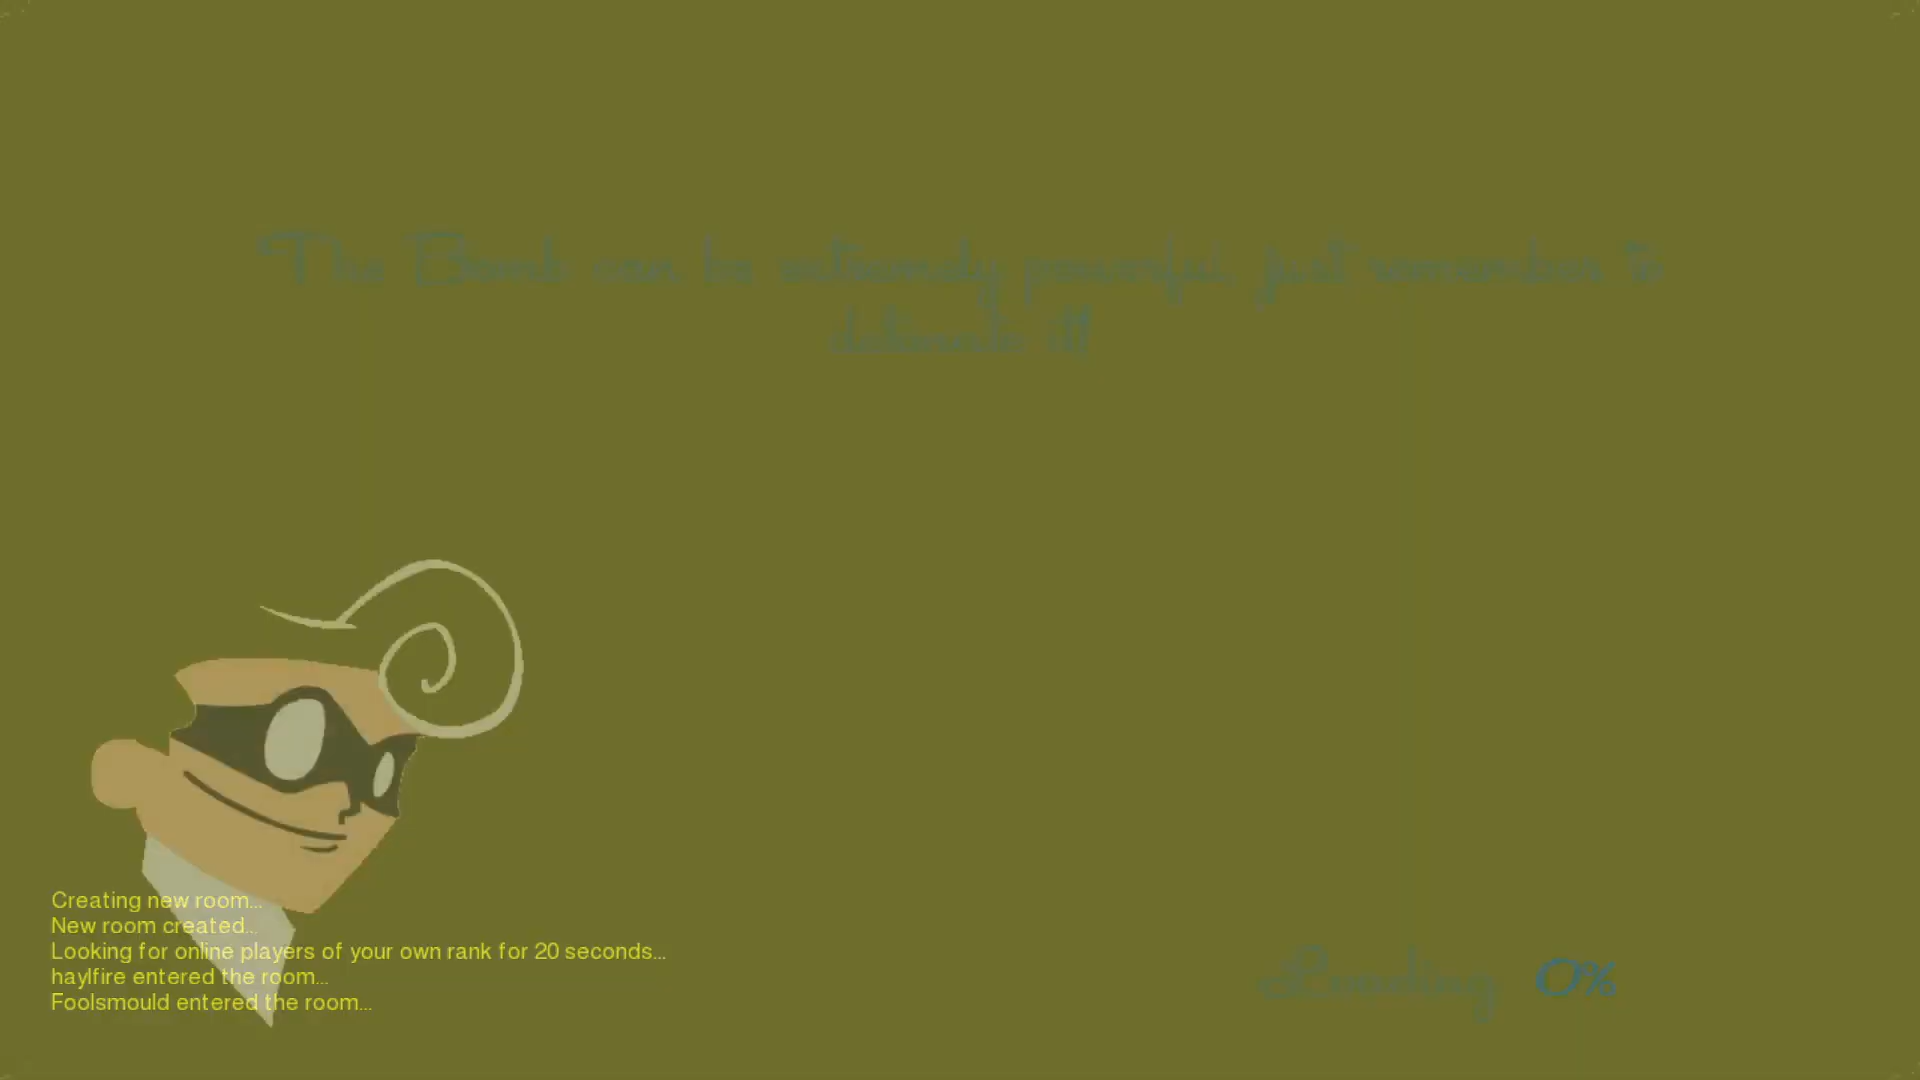 The Bomb can be extremely powerful, just remember to
detonate it!
Creating new room...
New room created...
Looking for online players of your own rank for 20 seconds...
haylfire entered the room...
Foolsmould entered the room...
Loading 0%